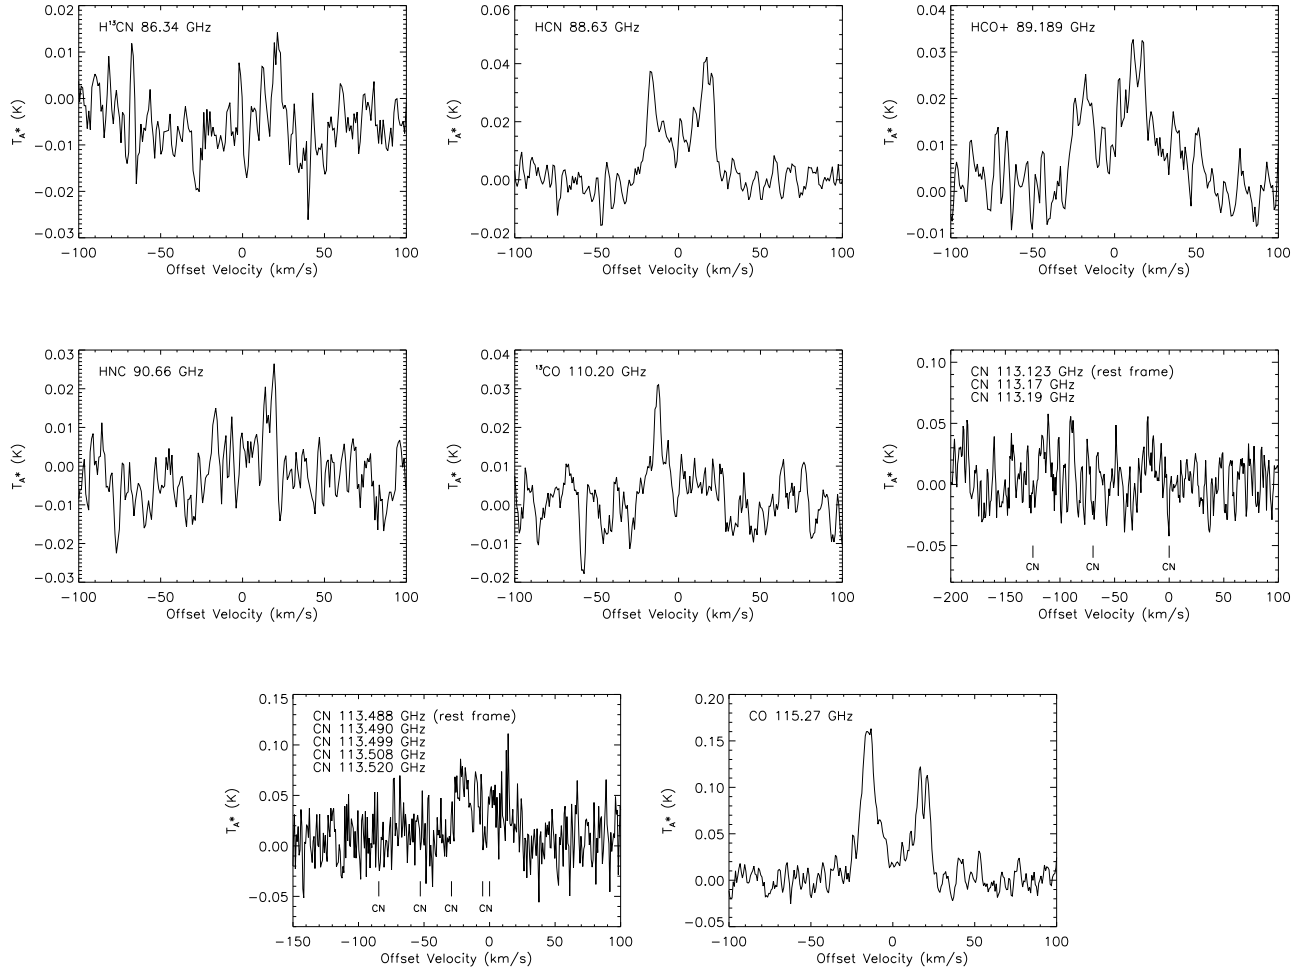 H¹³CN 86.34 GHz
0.02
0.01
0.00
−0.01
−0.02
−0.03
T_A* (K)
−100 −50 0 50 100
Offset Velocity (km/s)
HCN 88.63 GHz
0.06
0.04
0.02
0.00
−0.02
T_A* (K)
−100 −50 0 50 100
Offset Velocity (km/s)
HCO+ 89.189 GHz
0.04
0.03
0.02
0.01
0.00
−0.01
T_A* (K)
−100 −50 0 50 100
Offset Velocity (km/s)
HNC 90.66 GHz
0.03
0.02
0.01
0.00
−0.01
−0.02
−0.03
T_A* (K)
−100 −50 0 50 100
Offset Velocity (km/s)
¹³CO 110.20 GHz
0.04
0.03
0.02
0.01
0.00
−0.01
−0.02
T_A* (K)
−100 −50 0 50 100
Offset Velocity (km/s)
CN 113.123 GHz (rest frame)
CN 113.17 GHz
CN 113.19 GHz
0.10
0.05
0.00
−0.05
T_A* (K)
CN CN CN
−200 −150 −100 −50 0 50 100
Offset Velocity (km/s)
CN 113.488 GHz (rest frame)
CN 113.490 GHz
CN 113.499 GHz
CN 113.508 GHz
CN 113.520 GHz
0.15
0.10
0.05
0.00
−0.05
T_A* (K)
CN CN CN CN
−150 −100 −50 0 50 100
Offset Velocity (km/s)
CO 115.27 GHz
0.20
0.15
0.10
0.05
0.00
−0.05
T_A* (K)
−100 −50 0 50 100
Offset Velocity (km/s)